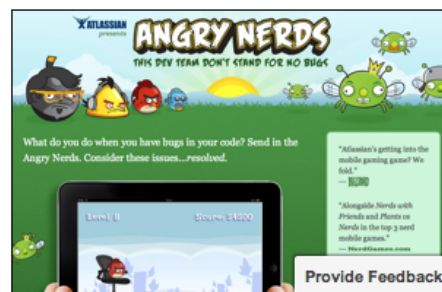 ATLASSIAN
presents
ANGRY NERDS
THIS DEV TEAM DON'T STAND FOR NO BUGS
What do you do when you have bugs in your code? Send in the
Angry Nerds. Consider these issues...resolved.
"Atlassian's getting into the
mobile gaming game? We
fold."
—
"Alongside Nerds with
Friends and Plants vs
Nerds in the top 3 nerd
mobile games."
— NerdGames.com
Level: 8
Score: 54000
Provide Feedback